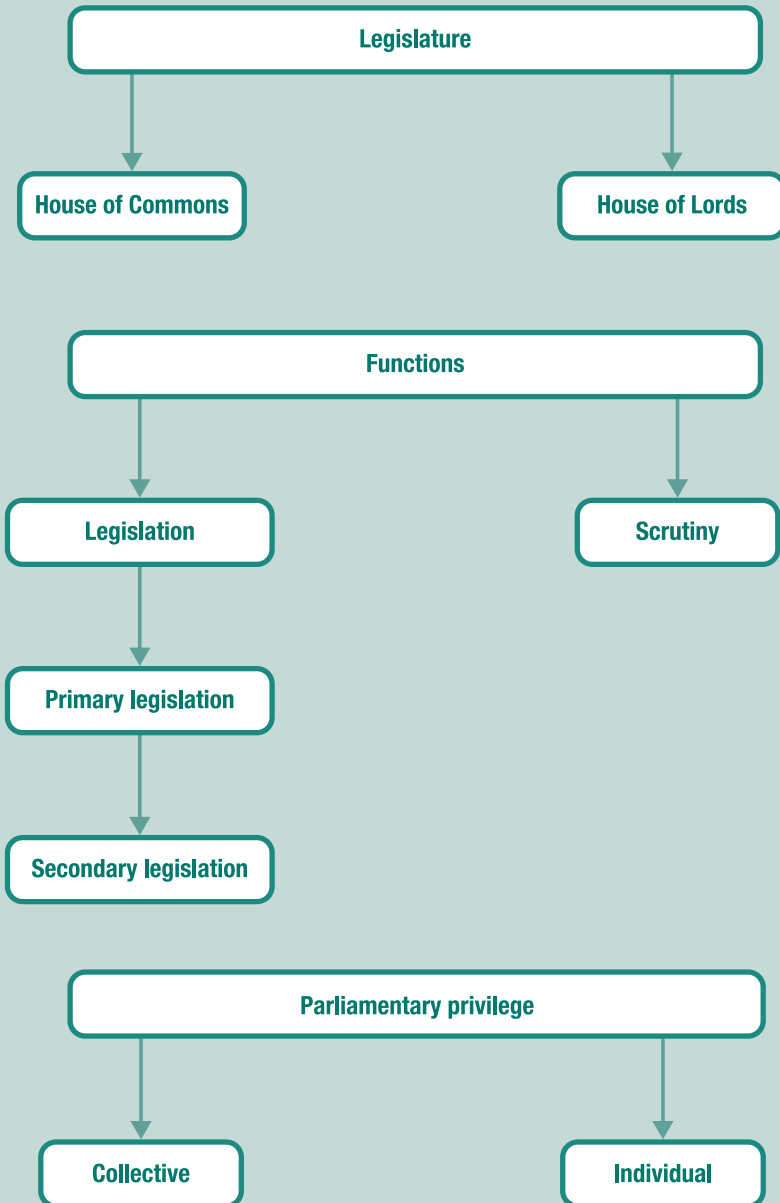 Legislature
House of Commons
House of Lords
Functions
Legislation
Scrutiny
Primary legislation
Secondary legislation
Parliamentary privilege
Collective
Individual